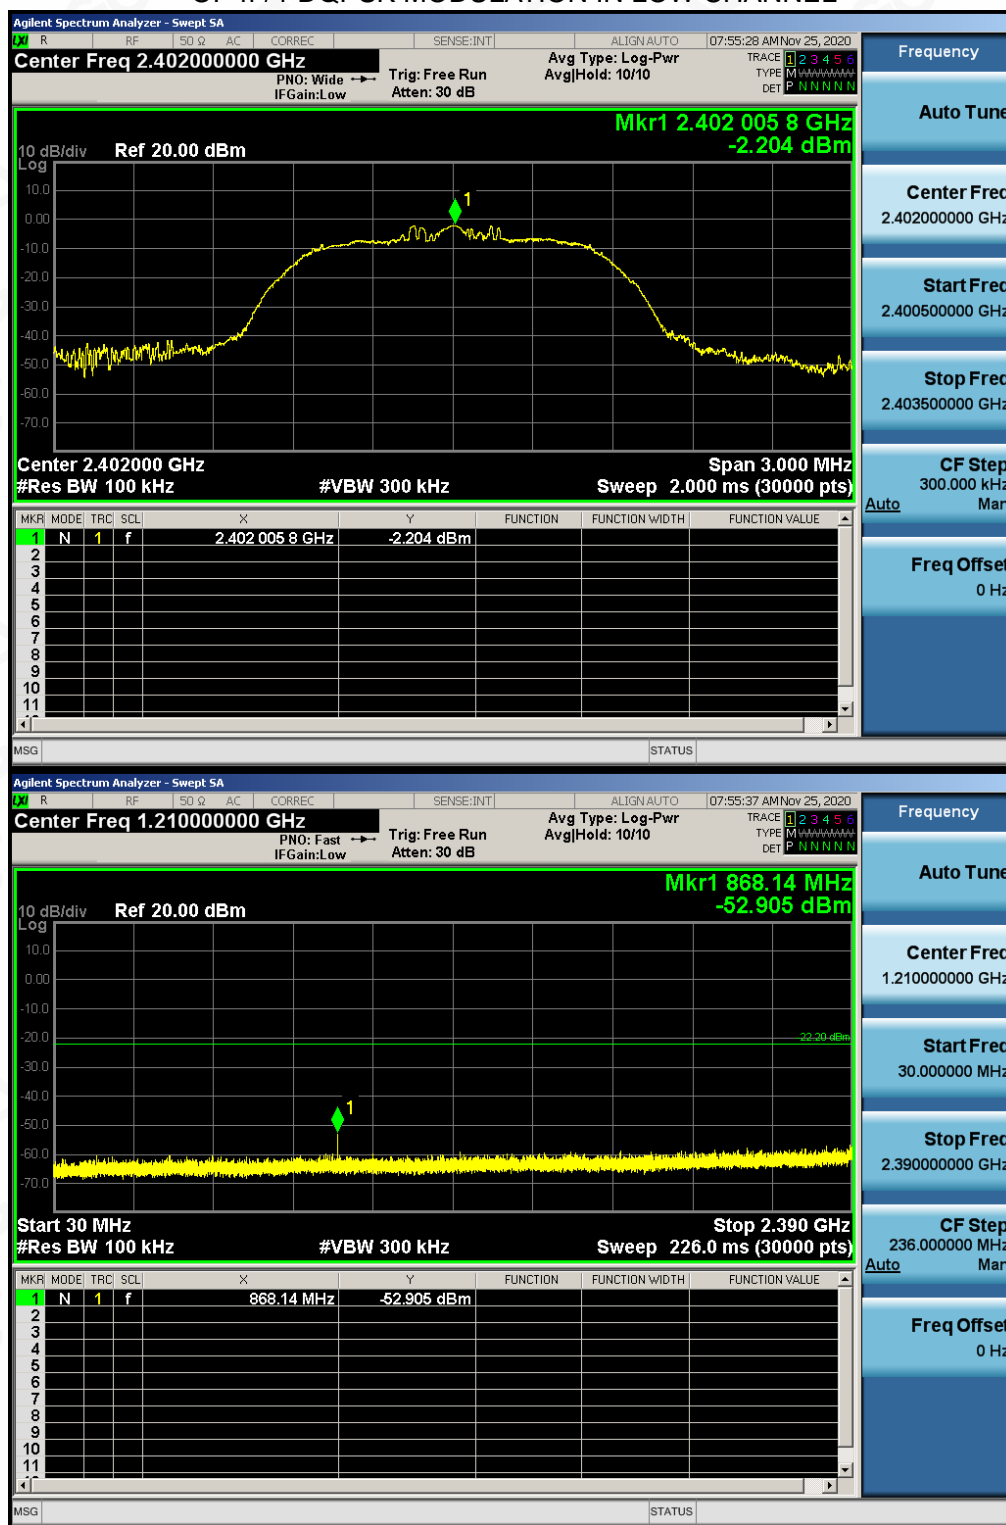 Agilent Spectrum Analyzer - Swept SA
LXI R RF 50 Ω AC CORREC SENSE:INT ALIGN AUTO 07:55:28 AM Nov 25, 2020
Center Freq 2.402000000 GHz
PNO: Wide
IFGain:Low
Trig: Free Run
Atten: 30 dB
Avg Type: Log-Pwr
Avg|Hold: 10/10
TRACE 1 2 3 4 5 6
TYPE M WWWWW
DET P N N N N N
Mkr1 2.402 005 8 GHz
-2.204 dBm
10 dB/div Ref 20.00 dBm
Log
10.0
0.00
-10.0
-20.0
-30.0
-40.0
-50.0
-60.0
-70.0
1
Center 2.402000 GHz Span 3.000 MHz
#Res BW 100 kHz #VBW 300 kHz Sweep 2.000 ms (30000 pts)
MKR MODE TRC SCL X Y FUNCTION FUNCTION WIDTH FUNCTION VALUE
1 N 1 f 2.402 005 8 GHz -2.204 dBm
2
3
4
5
6
7
8
9
10
11
MSG STATUS
Frequency
Auto Tune
Center Freq
2.402000000 GHz
Start Freq
2.400500000 GHz
Stop Freq
2.403500000 GHz
CF Step
300.000 kHz
Auto Man
Freq Offset
0 Hz
Agilent Spectrum Analyzer - Swept SA
LXI R RF 50 Ω AC CORREC SENSE:INT ALIGN AUTO 07:55:37 AM Nov 25, 2020
Center Freq 1.210000000 GHz
PNO: Fast
IFGain:Low
Trig: Free Run
Atten: 30 dB
Avg Type: Log-Pwr
Avg|Hold: 10/10
TRACE 1 2 3 4 5 6
TYPE M WWWWW
DET P N N N N N
Mkr1 868.14 MHz
-52.905 dBm
10 dB/div Ref 20.00 dBm
Log
10.0
0.00
-10.0
-20.0
-30.0
-40.0
-50.0
-60.0
-70.0
-22.20 dBm
1
Start 30 MHz Stop 2.390 GHz
#Res BW 100 kHz #VBW 300 kHz Sweep 226.0 ms (30000 pts)
MKR MODE TRC SCL X Y FUNCTION FUNCTION WIDTH FUNCTION VALUE
1 N 1 f 868.14 MHz -52.905 dBm
2
3
4
5
6
7
8
9
10
11
MSG STATUS
Frequency
Auto Tune
Center Freq
1.210000000 GHz
Start Freq
30.000000 MHz
Stop Freq
2.390000000 GHz
CF Step
236.000000 MHz
Auto Man
Freq Offset
0 Hz